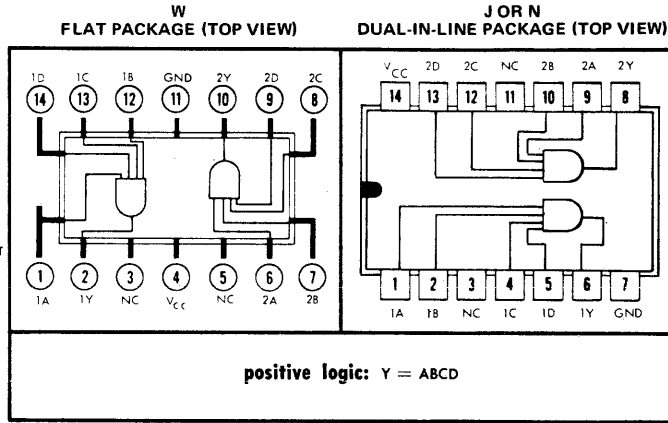 W
FLAT PACKAGE (TOP VIEW)
1D 1C 1B GND 2Y 2D 2C
14 13 12 11 10 9 8
1 2 3 4 5 6 7
1A 1Y NC VCC NC 2A 2B
J OR N
DUAL-IN-LINE PACKAGE (TOP VIEW)
VCC 2D 2C NC 2B 2A 2Y
14 13 12 11 10 9 8
1 2 3 4 5 6 7
1A 1B NC 1C 1D 1Y GND
positive logic: Y = ABCD